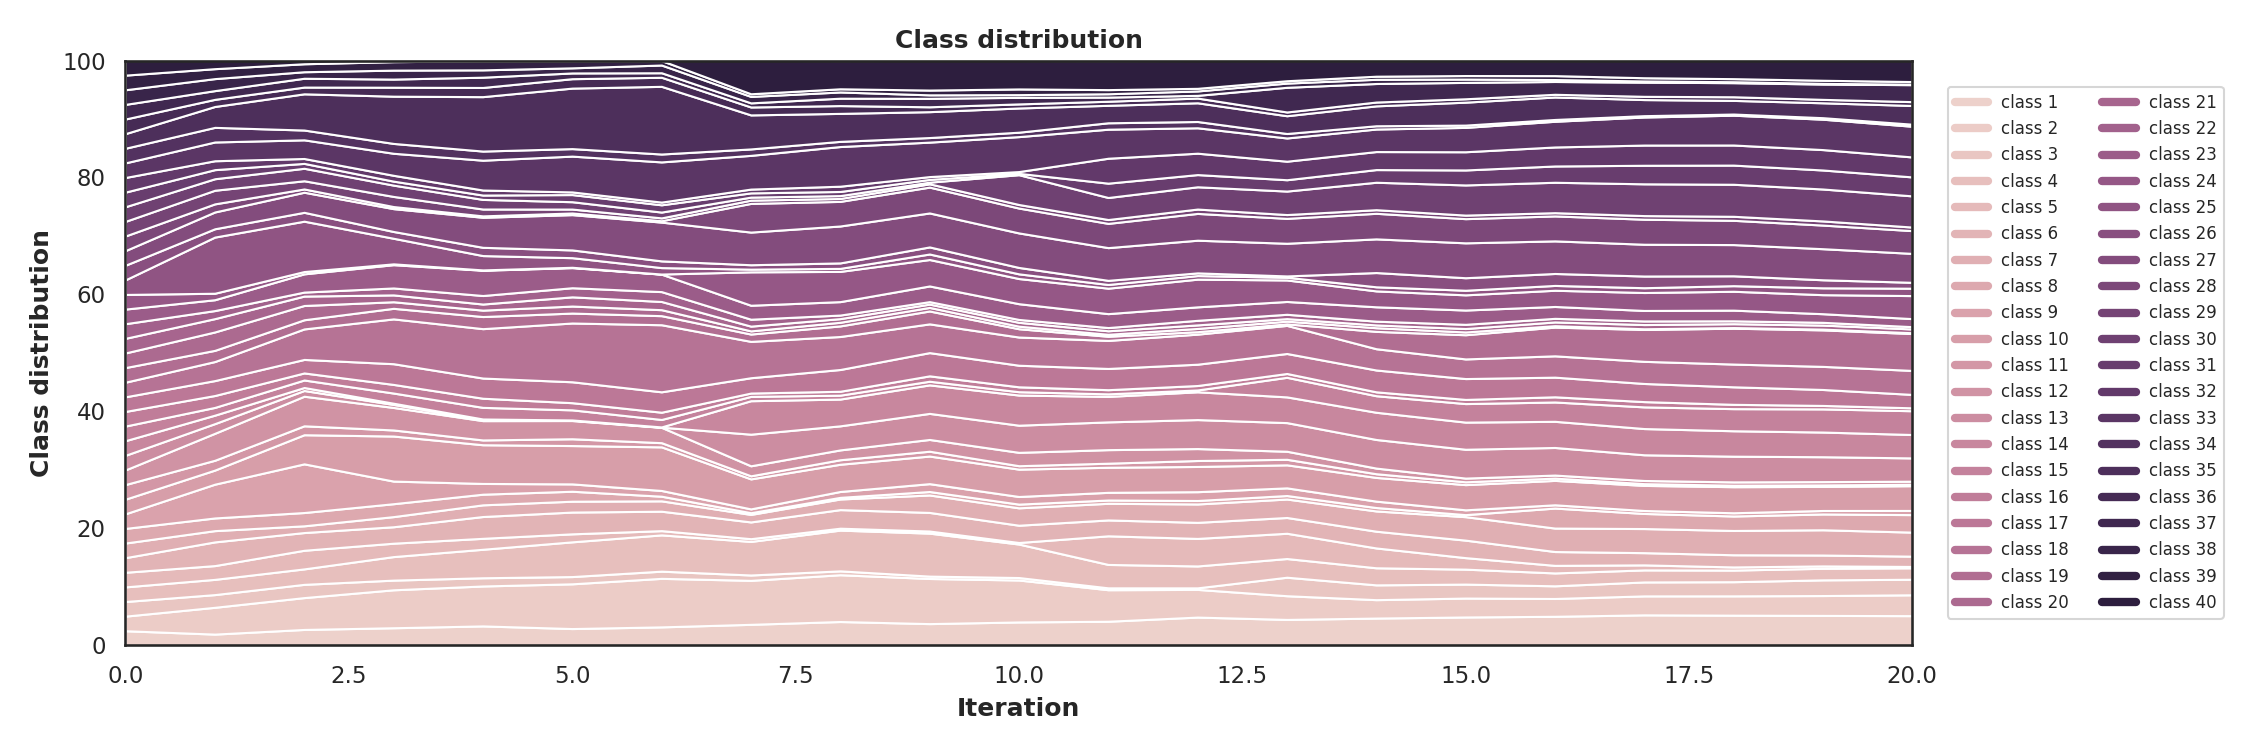 Class distribution
100
80
60
40
20
0
Class distribution
0.0 2.5 5.0 7.5 10.0 12.5 15.0 17.5 20.0
Iteration
class 1
class 2
class 3
class 4
class 5
class 6
class 7
class 8
class 9
class 10
class 11
class 12
class 13
class 14
class 15
class 16
class 17
class 18
class 19
class 20
class 21
class 22
class 23
class 24
class 25
class 26
class 27
class 28
class 29
class 30
class 31
class 32
class 33
class 34
class 35
class 36
class 37
class 38
class 39
class 40